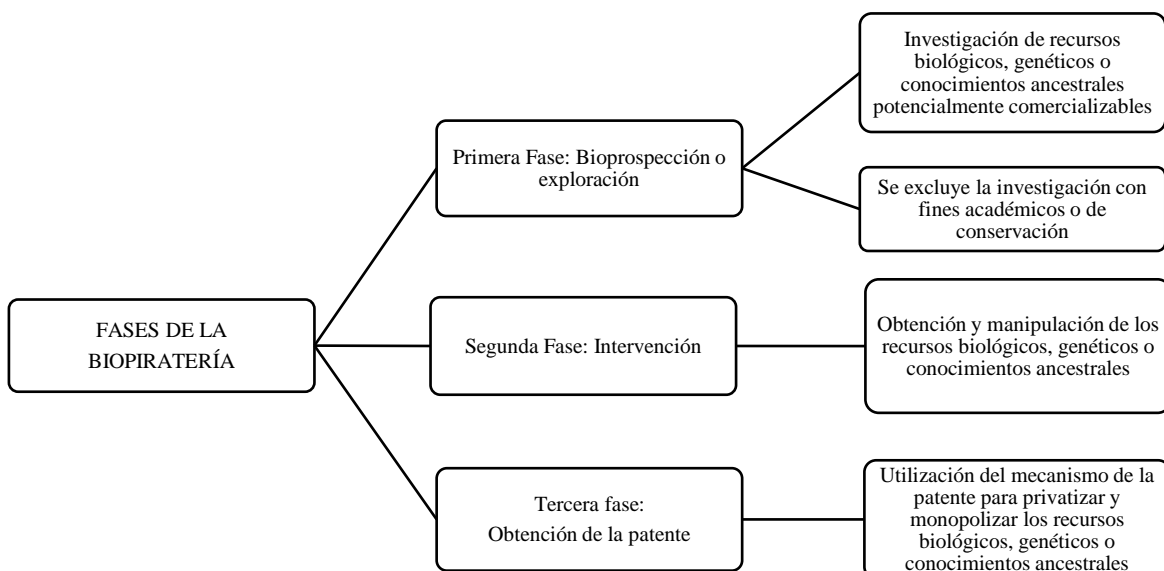 FASES DE LA
BIOPIRATERÍA
Primera Fase: Bioprospección o
exploración
Investigación de recursos
biológicos, genéticos o
conocimientos ancestrales
potencialmente comercializables
Se excluye la investigación con
fines académicos o de
conservación
Segunda Fase: Intervención
Obtención y manipulación de los
recursos biológicos, genéticos o
conocimientos ancestrales
Tercera fase:
Obtención de la patente
Utilización del mecanismo de la
patente para privatizar y
monopolizar los recursos
biológicos, genéticos o
conocimientos ancestrales